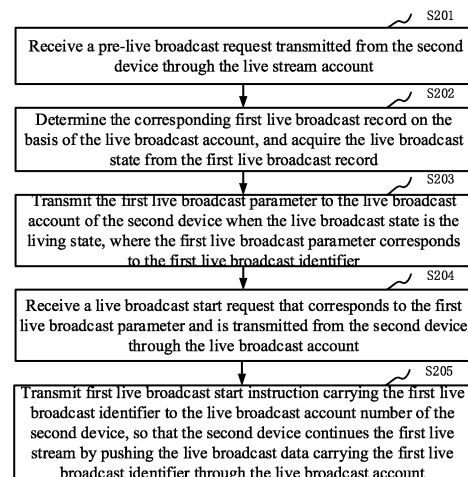 S201
Receive a pre-live broadcast request transmitted from the second
device through the live stream account
S202
Determine the corresponding first live broadcast record on the
basis of the live broadcast account, and acquire the live broadcast
state from the first live broadcast record
S203
Transmit the first live broadcast parameter to the live broadcast
account of the second device when the live broadcast state is the
living state, where the first live broadcast parameter corresponds
to the first live broadcast identifier
S204
Receive a live broadcast start request that corresponds to the first
live broadcast parameter and is transmitted from the second device
through the live broadcast account
S205
Transmit first live broadcast start instruction carrying the first live
broadcast identifier to the live broadcast account number of the
second device, so that the second device continues the first live
stream by pushing the live broadcast data carrying the first live
broadcast identifier through the live broadcast account